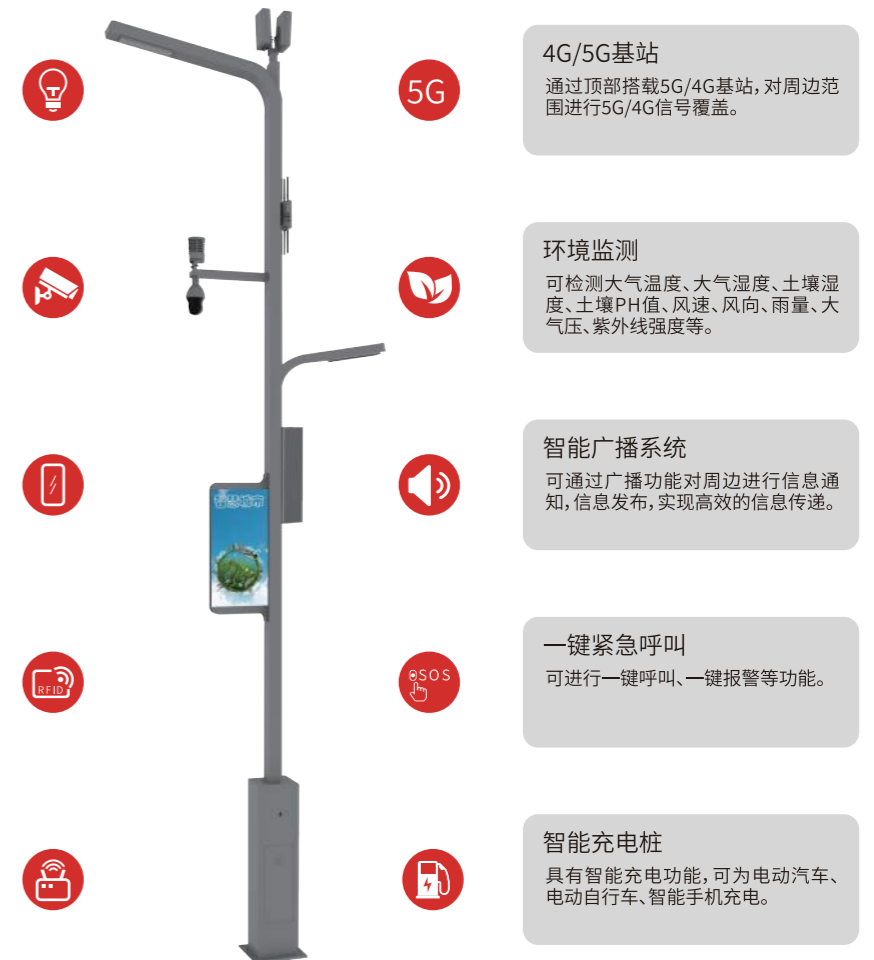 5G
4G/5G基站
通过顶部搭载5G/4G基站,对周边范
围进行5G/4G信号覆盖。
环境监测
可检测大气温度、大气湿度、土壤湿
度、土壤PH值、风速、风向、雨量、大
气压、紫外线强度等。
智能广播系统
可通过广播功能对周边进行信息通
知,信息发布,实现高效的信息传递。
智慧城市
RFID
SOS
一键紧急呼叫
可进行一键呼叫、一键报警等功能。
智能充电桩
具有智能充电功能,可为电动汽车、
电动自行车、智能手机充电。